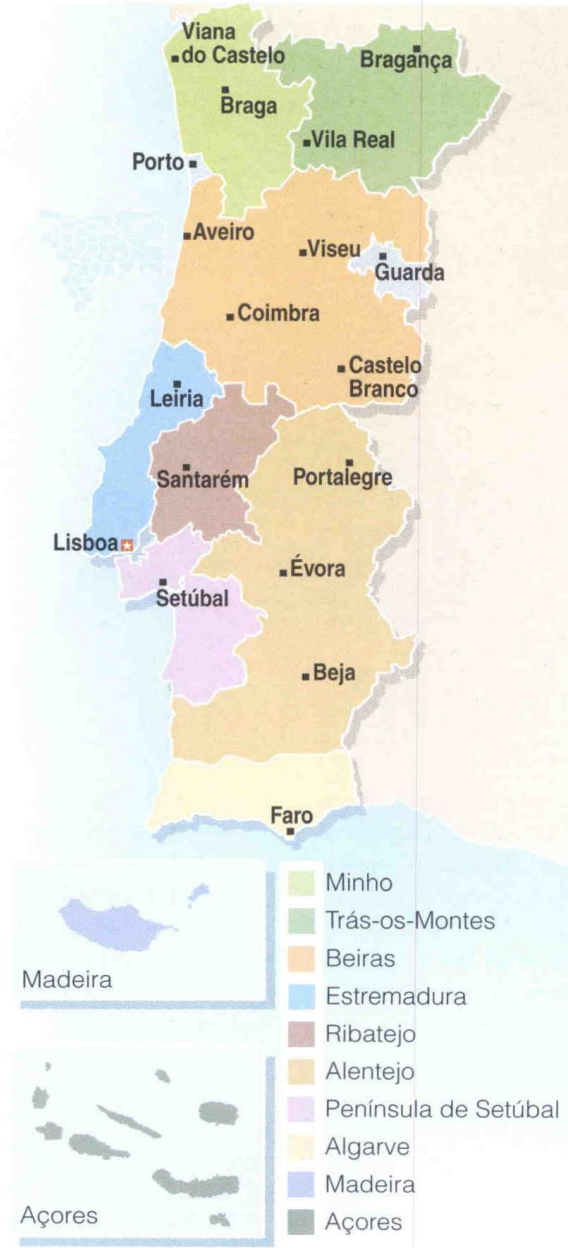 Viana
do Castelo
Bragança
Braga
Vila Real
Porto
Aveiro
Viseu
Guarda
Coimbra
Castelo
Branco
Leiria
Santarém
Portalegre
Lisboa
Évora
Setúbal
Beja
Faro
Madeira
Açores
Minho
Trás-os-Montes
Beiras
Estremadura
Ribatejo
Alentejo
Península de Setúbal
Algarve
Madeira
Açores